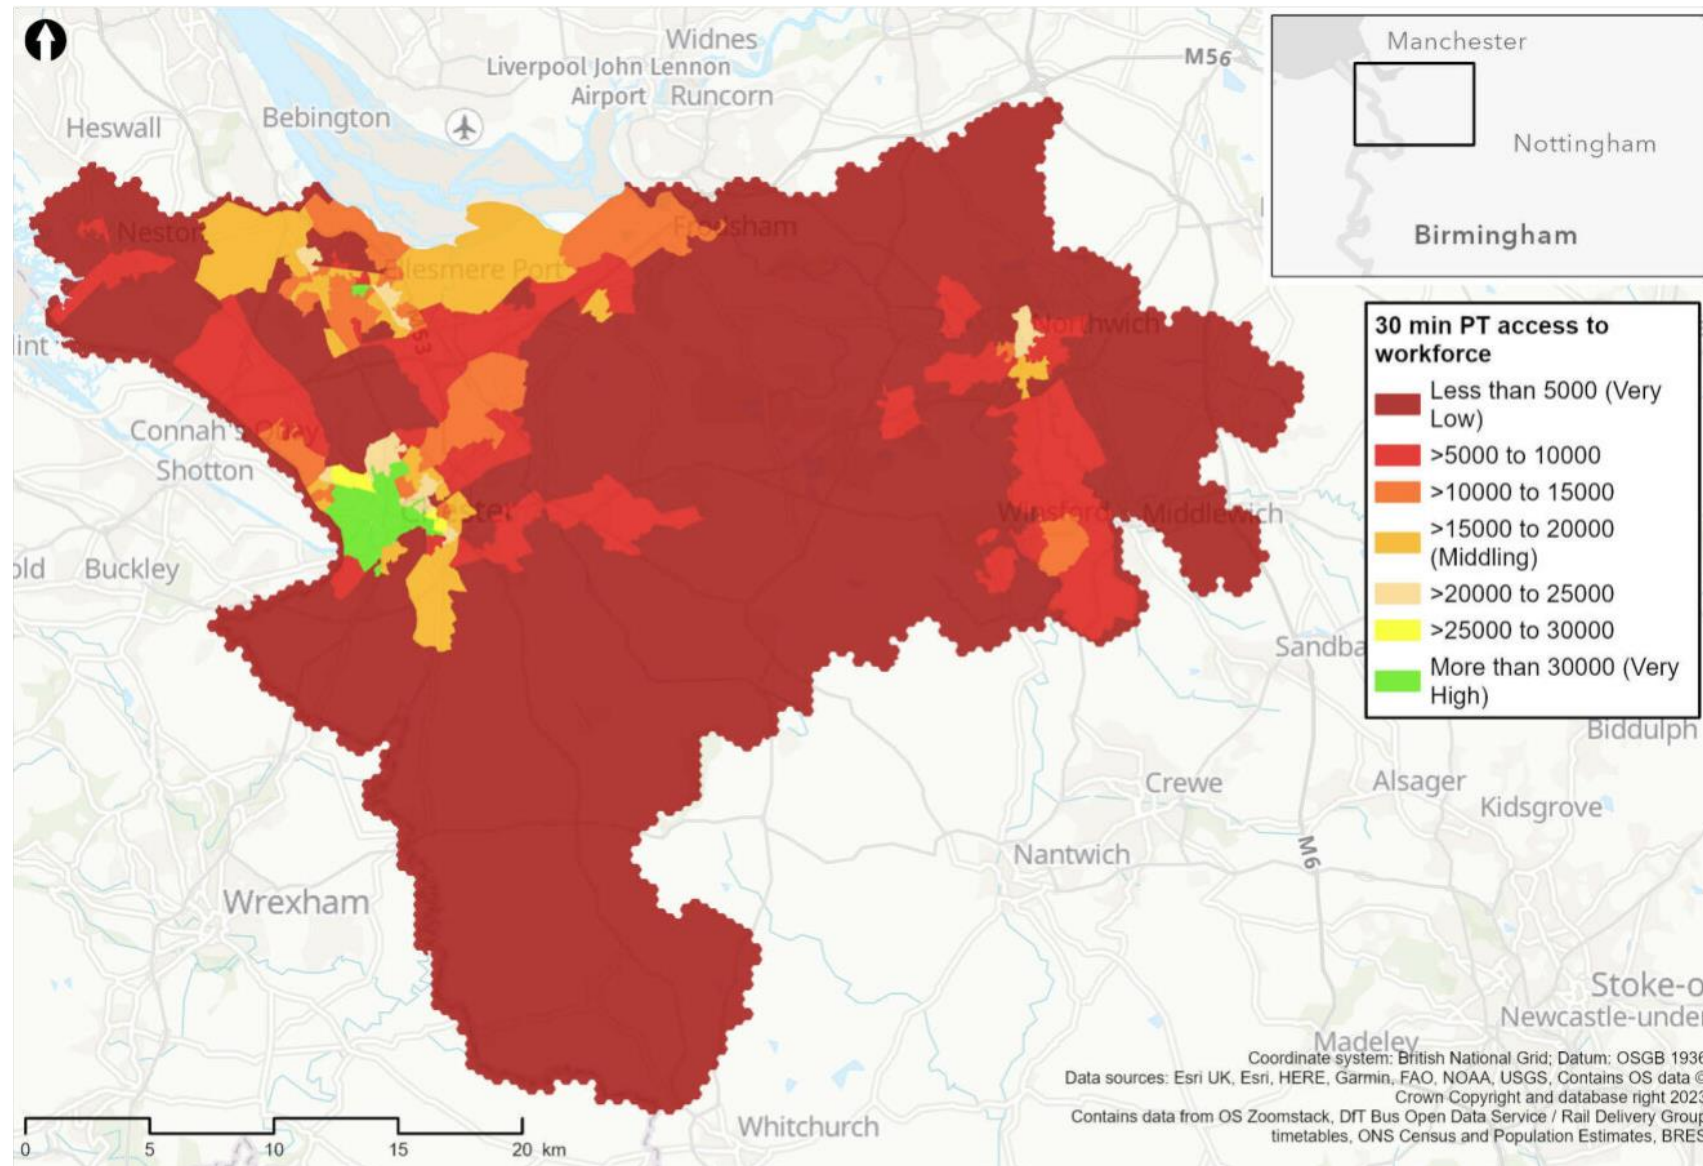 Widnes
Manchester
M56
Liverpool John Lennon
Airport
Runcorn
Heswall
Bebington
Nottingham
Birmingham
Neston
Frodsham
Ellesmere Port
30 min PT access to
workforce
Less than 5000 (Very
Low)
>5000 to 10000
>10000 to 15000
>15000 to 20000
(Middling)
>20000 to 25000
>25000 to 30000
More than 30000 (Very
High)
Northwich
lint
M53
Connah's Quay
Shotton
Chester
Winsford
Middlewich
old
Buckley
Sandba
Biddulph
Crewe
Alsager
Kidsgrove
Nantwich
M6
Wrexham
Stoke-o
Newcastle-under
Madeley
Whitchurch
Coordinate system: British National Grid; Datum: OSGB 1936
Data sources: Esri UK, Esri, HERE, Garmin, FAO, NOAA, USGS, Contains OS data ©
Crown Copyright and database right 2023
Contains data from OS Zoomstack, DfT Bus Open Data Service / Rail Delivery Group
timetables, ONS Census and Population Estimates, BRES
0 5 10 15 20 km